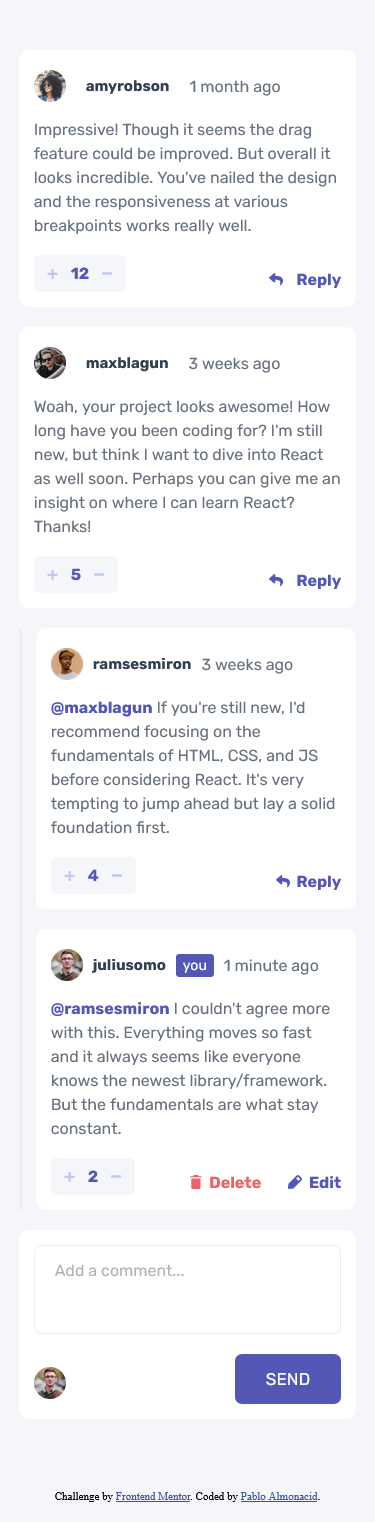 amyrobson 1 month ago
Impressive! Though it seems the drag
feature could be improved. But overall it
looks incredible. You've nailed the design
and the responsiveness at various
breakpoints works really well.
+ 12 − Reply
maxblagun 3 weeks ago
Woah, your project looks awesome! How
long have you been coding for? I'm still
new, but think I want to dive into React
as well soon. Perhaps you can give me an
insight on where I can learn React?
Thanks!
+ 5 − Reply
ramsesmiron 3 weeks ago
@maxblagun If you're still new, I'd
recommend focusing on the
fundamentals of HTML, CSS, and JS
before considering React. It's very
tempting to jump ahead but lay a solid
foundation first.
+ 4 − Reply
juliusomo you 1 minute ago
@ramsesmiron I couldn't agree more
with this. Everything moves so fast
and it always seems like everyone
knows the newest library/framework.
But the fundamentals are what stay
constant.
+ 2 − Delete Edit
Add a comment...
SEND
Challenge by Frontend Mentor. Coded by Pablo Almonacid.